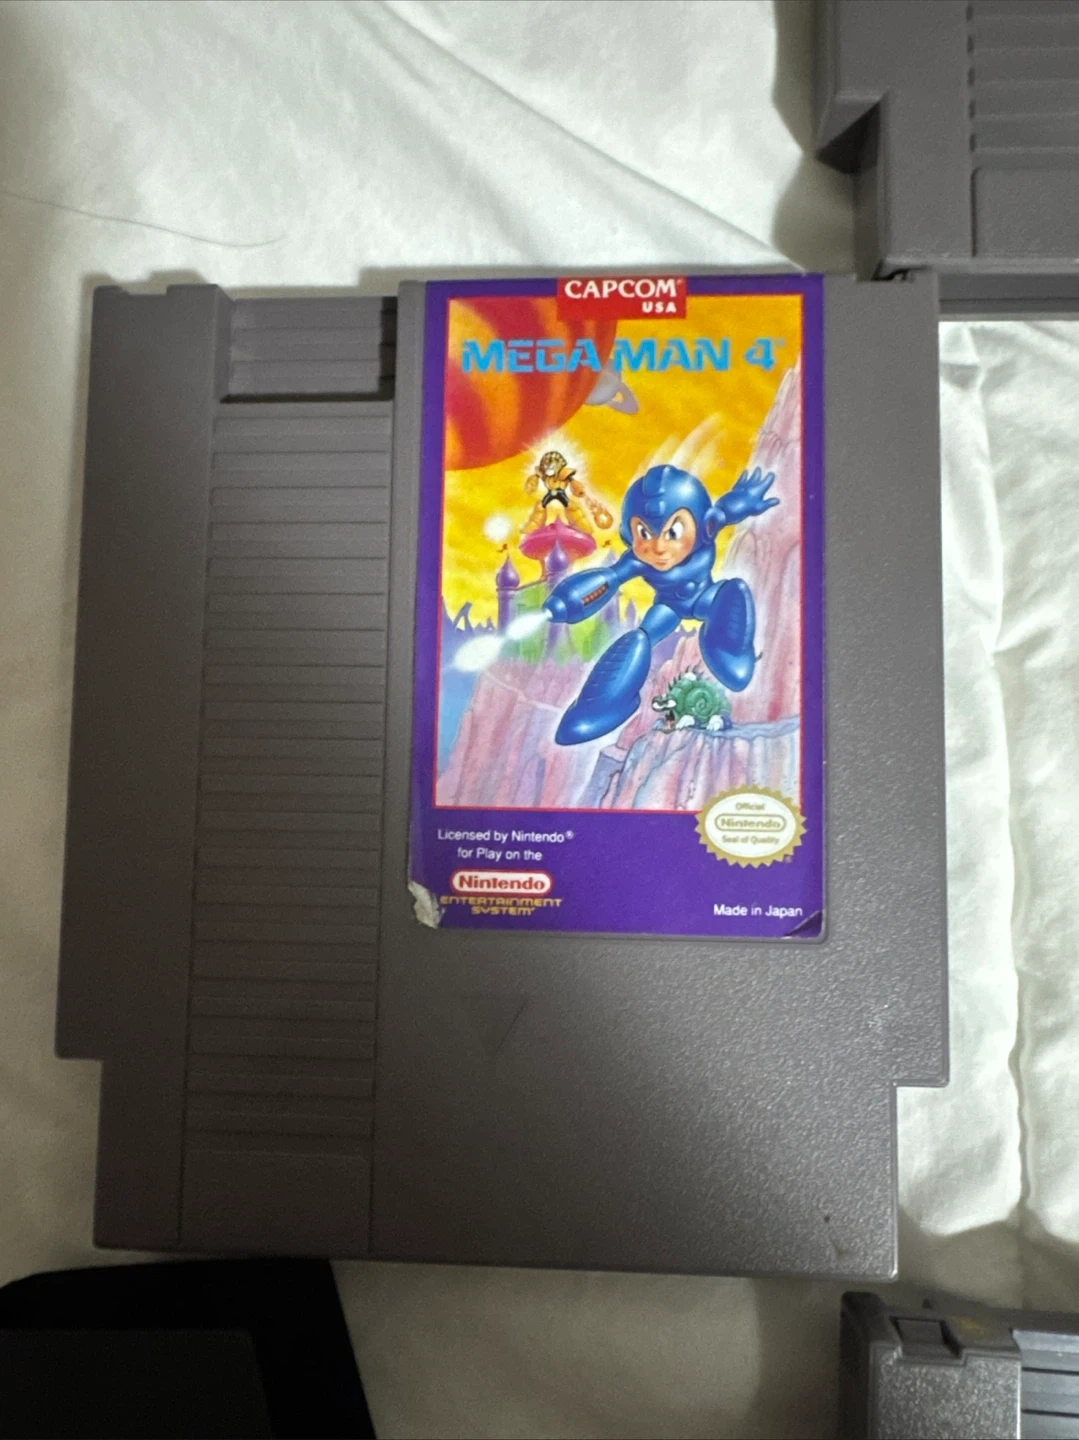 CAPCOM®
USA
MEGA MAN 4®
Licensed by Nintendo®
for Play on the
Nintendo
ENTERTAINMENT
SYSTEM®
Official
Nintendo
Seal of Quality
®
Made in Japan